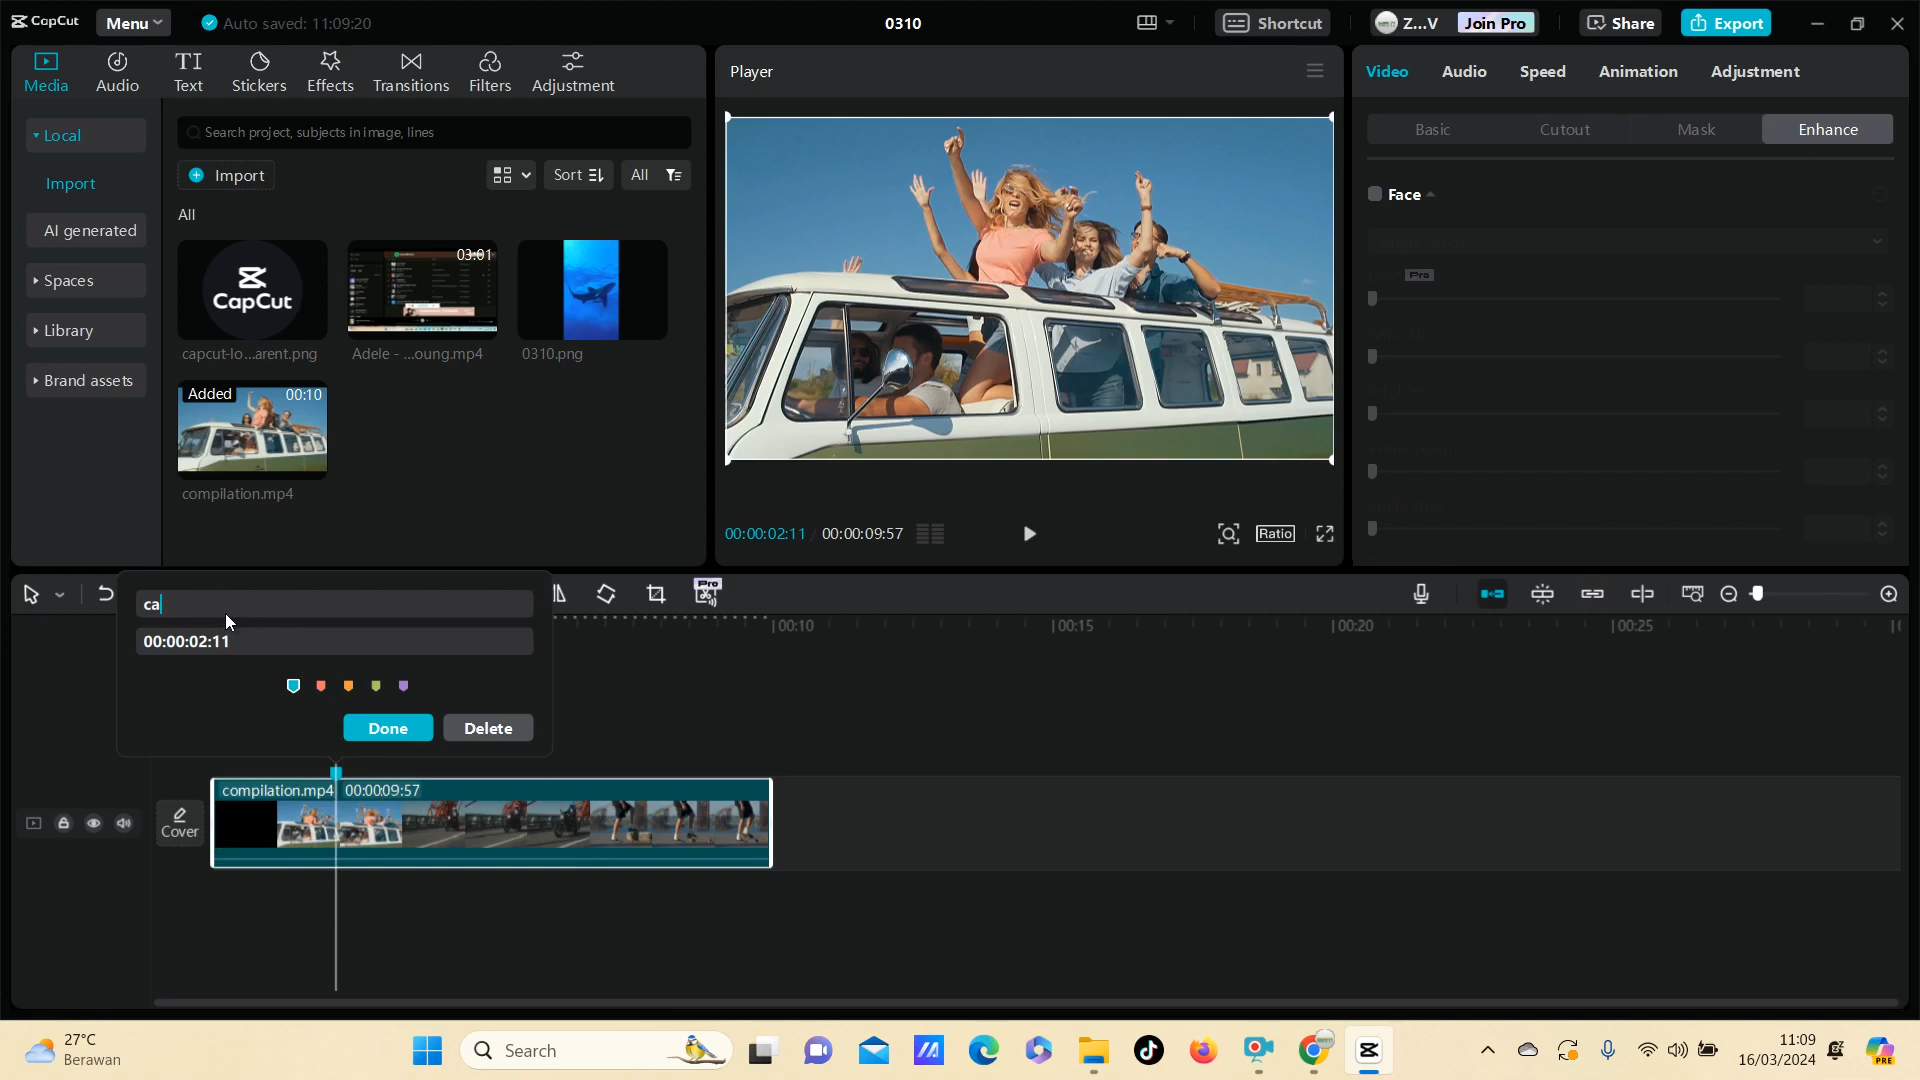 CapCut
Menu
Auto saved: 11:09:20
0310
Shortcut
Z...V
Join Pro
Share
Export
Media
Audio
Text
Stickers
Effects
Transitions
Filters
Adjustment
Local
Import
AI generated
Spaces
Library
Brand assets
Search project, subjects in image, lines
Import
Sort
All
All
CapCut
capcut-lo...arent.png
03:01
Adele - ...oung.mp4
0310.png
Added
00:10
compilation.mp4
Player
00:00:02:11 / 00:00:09:57
Ratio
Video
Audio
Speed
Animation
Adjustment
Basic
Cutout
Mask
Enhance
Face
Pro
Pro
ca
00:00:02:11
Done
Delete
00:10
00:15
00:20
00:25
Cover
compilation.mp4 00:00:09:57
27°C
Berawan
Search
11:09
16/03/2024
PRE